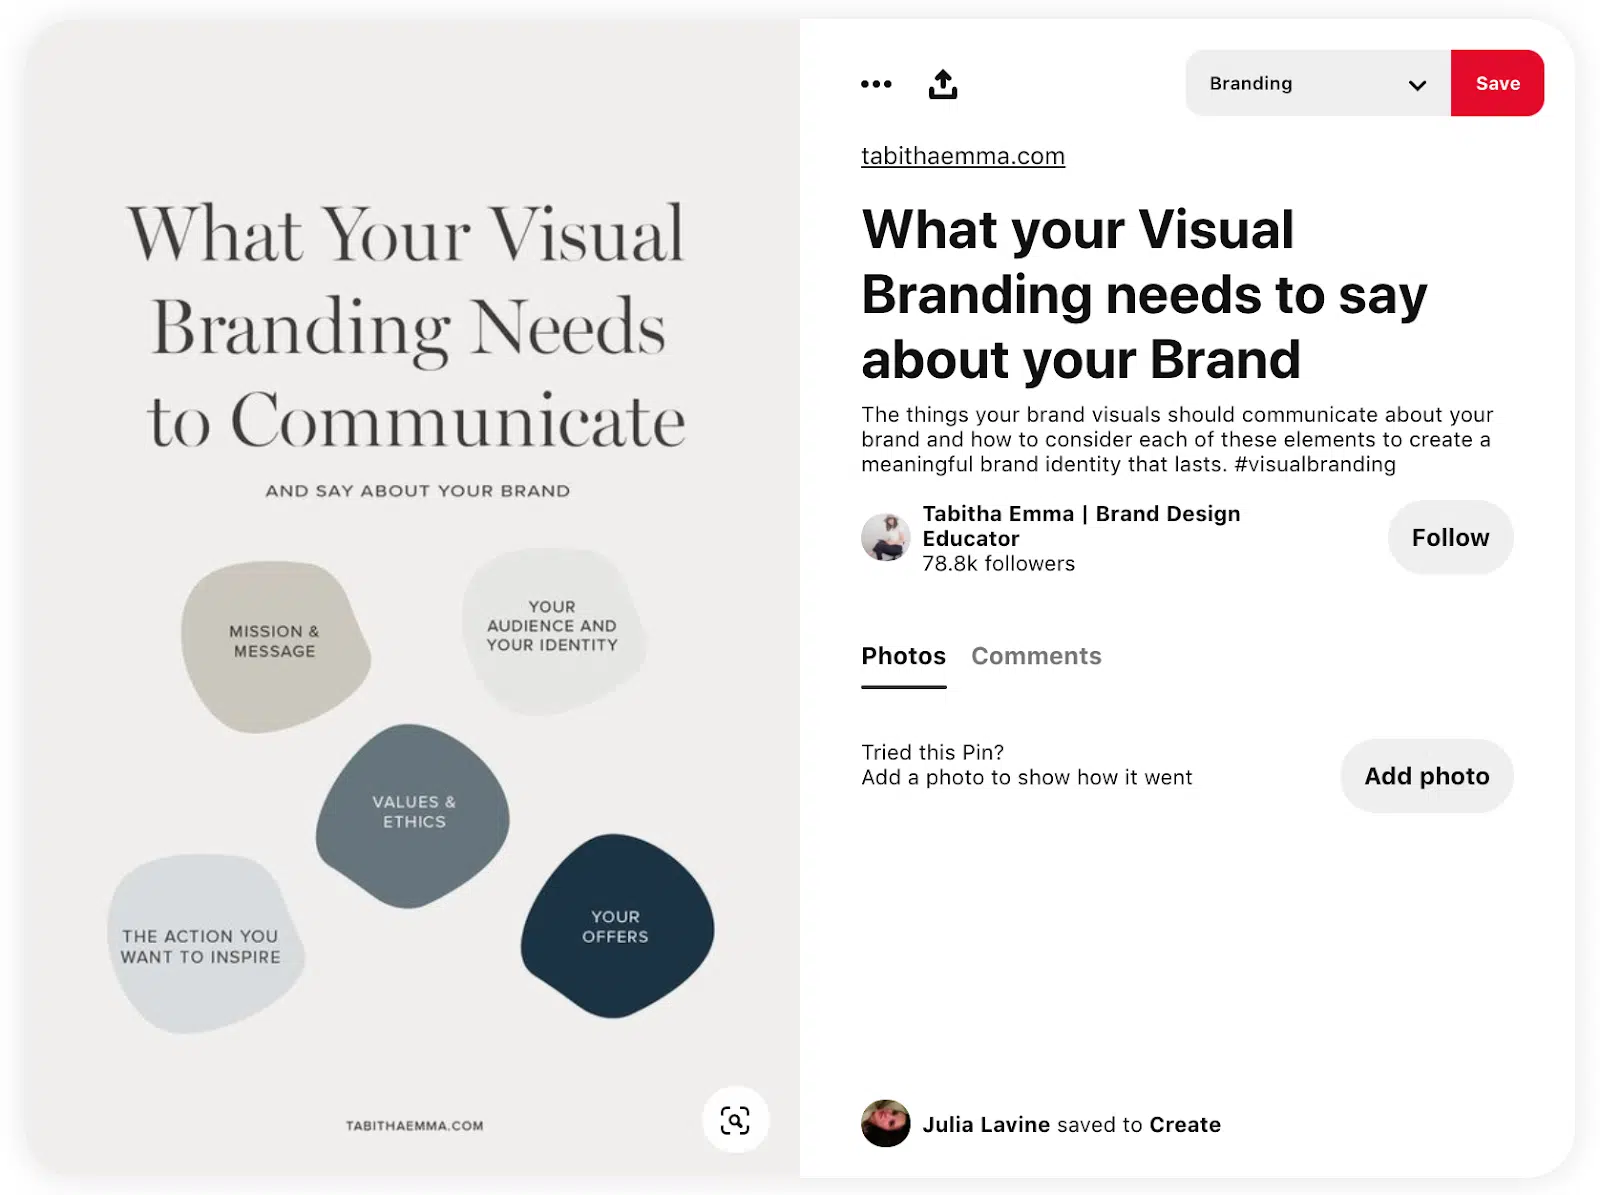 What Your Visual
Branding Needs
to Communicate
AND SAY ABOUT YOUR BRAND
MISSION &
MESSAGE
YOUR
AUDIENCE AND
YOUR IDENTITY
VALUES &
ETHICS
THE ACTION YOU
WANT TO INSPIRE
YOUR
OFFERS
TABITHAEMMA.COM
Branding
Save
tabithaemma.com
What your Visual
Branding needs to say
about your Brand
The things your brand visuals should communicate about your
brand and how to consider each of these elements to create a
meaningful brand identity that lasts. #visualbranding
Tabitha Emma | Brand Design
Educator
78.8k followers
Follow
Photos
Comments
Tried this Pin?
Add a photo to show how it went
Add photo
Julia Lavine saved to Create